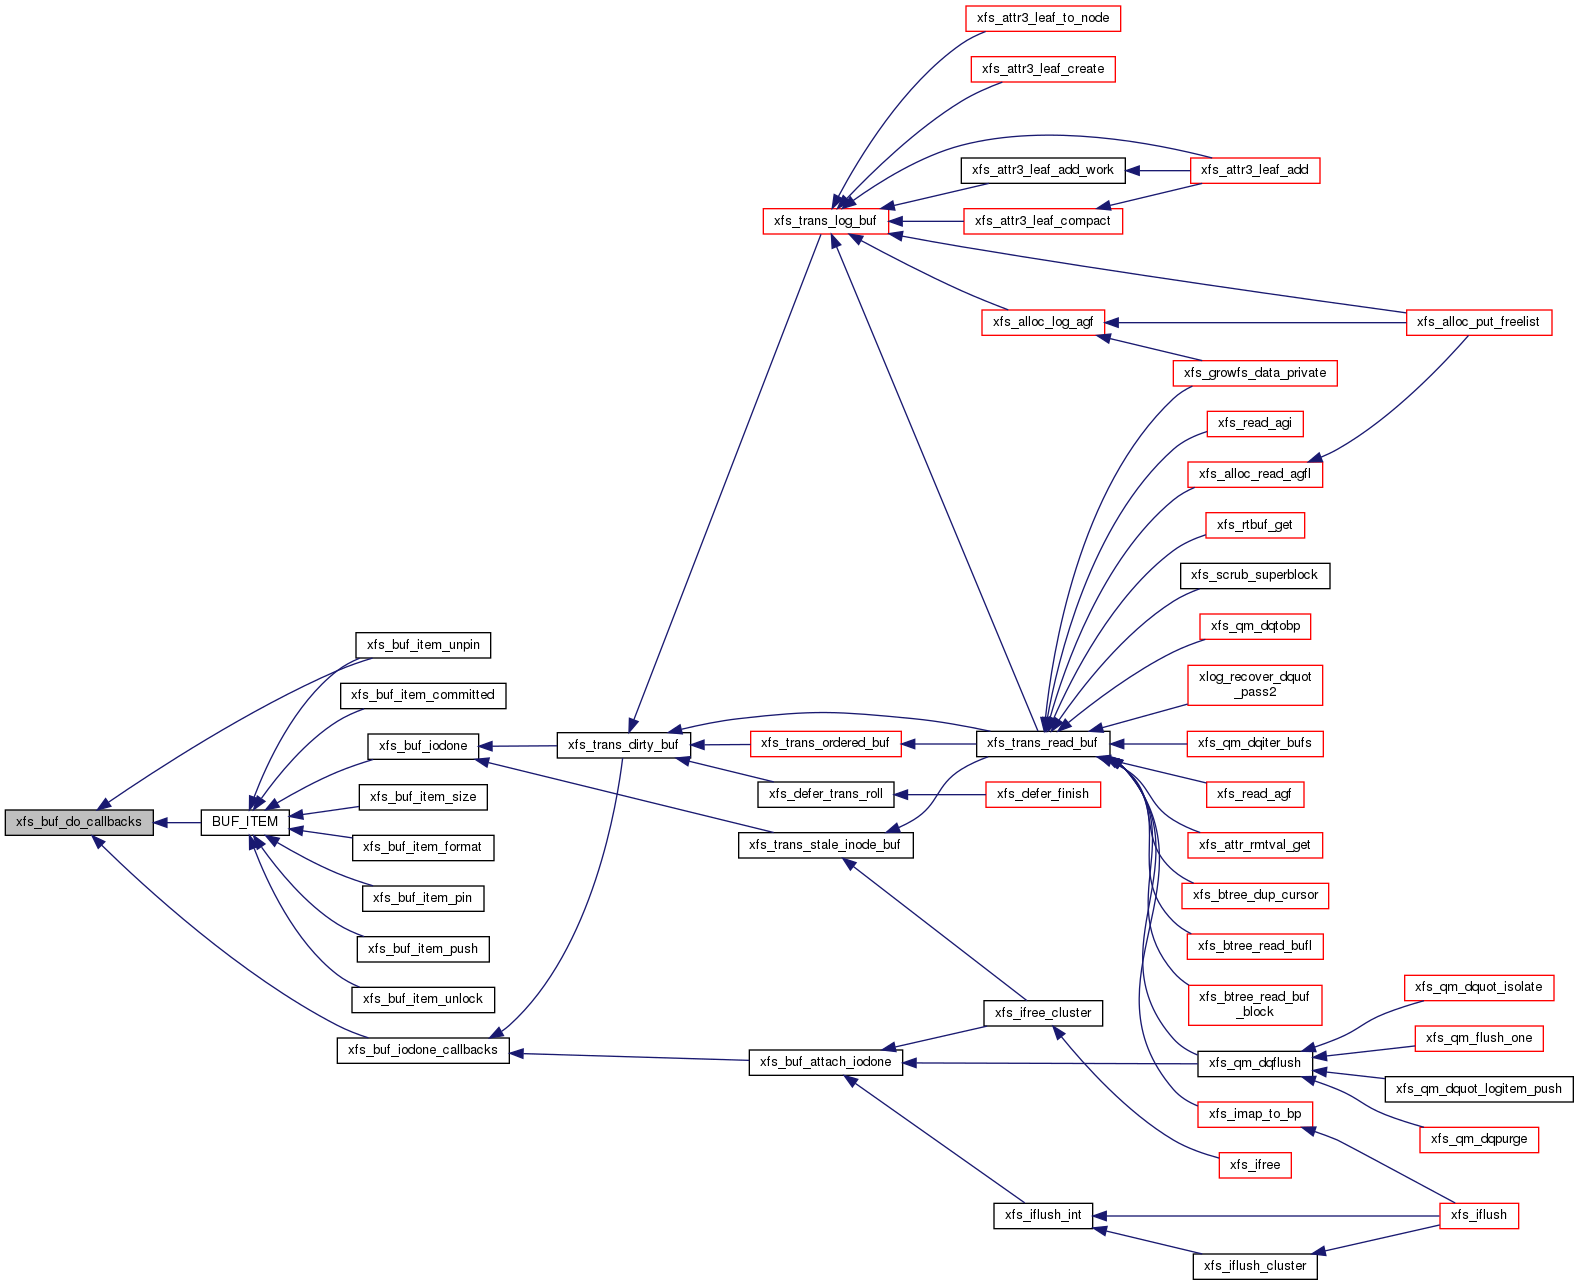 xfs_attr3_leaf_to_node
xfs_attr3_leaf_create
xfs_attr3_leaf_add_work
xfs_attr3_leaf_add
xfs_trans_log_buf
xfs_attr3_leaf_compact
xfs_alloc_log_agf
xfs_alloc_put_freelist
xfs_growfs_data_private
xfs_read_agi
xfs_alloc_read_agfl
xfs_rtbuf_get
xfs_scrub_superblock
xfs_qm_dqtobp
xfs_buf_item_unpin
xlog_recover_dquot
_pass2
xfs_buf_item_committed
xfs_buf_iodone
xfs_trans_dirty_buf
xfs_trans_ordered_buf
xfs_trans_read_buf
xfs_qm_dqiter_bufs
xfs_buf_item_size
xfs_defer_trans_roll
xfs_defer_finish
xfs_read_agf
xfs_buf_do_callbacks
BUF_ITEM
xfs_buf_item_format
xfs_trans_stale_inode_buf
xfs_attr_rmtval_get
xfs_buf_item_pin
xfs_btree_dup_cursor
xfs_buf_item_push
xfs_btree_read_bufl
xfs_buf_item_unlock
xfs_btree_read_buf
_block
xfs_qm_dquot_isolate
xfs_ifree_cluster
xfs_qm_flush_one
xfs_buf_iodone_callbacks
xfs_buf_attach_iodone
xfs_qm_dqflush
xfs_qm_dquot_logitem_push
xfs_imap_to_bp
xfs_qm_dqpurge
xfs_ifree
xfs_iflush_int
xfs_iflush
xfs_iflush_cluster